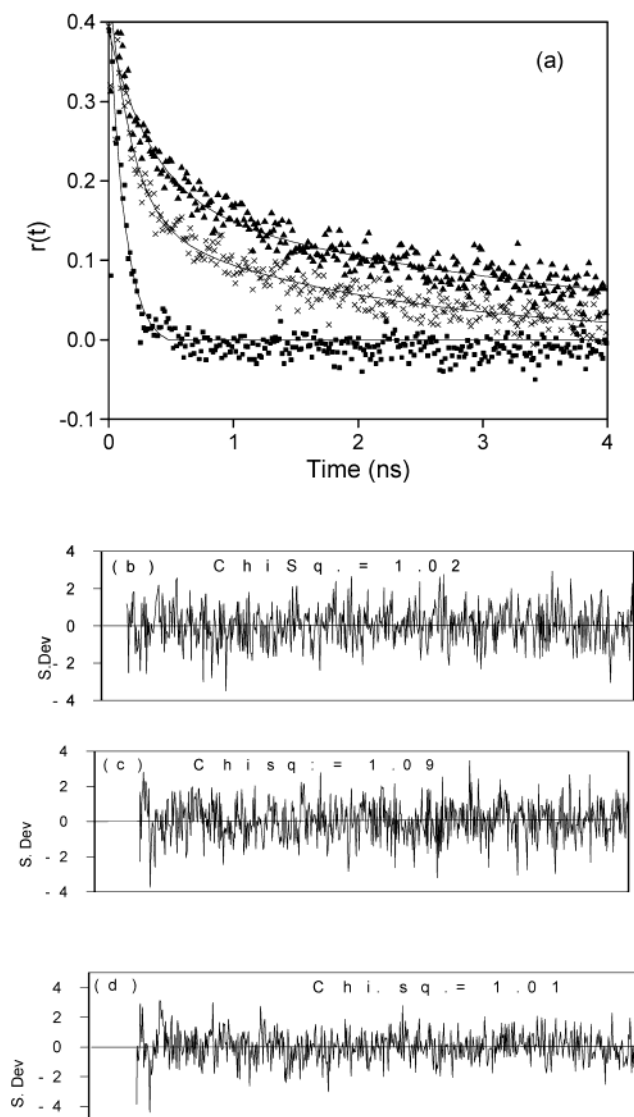 0.4
(a)
0.3
0.2
r(t)
0.1
0.0
-0.1
0
1
2
3
4
Time (ns)
4
(b) ChiSq. = 1.02
2
0
S.Dev
- 2
- 4
4
(c) Chisq: = 1.09
2
0
S. Dev
- 2
- 4
4
(d) Chi. sq. = 1.01
2
0
S. Dev
- 2
- 4